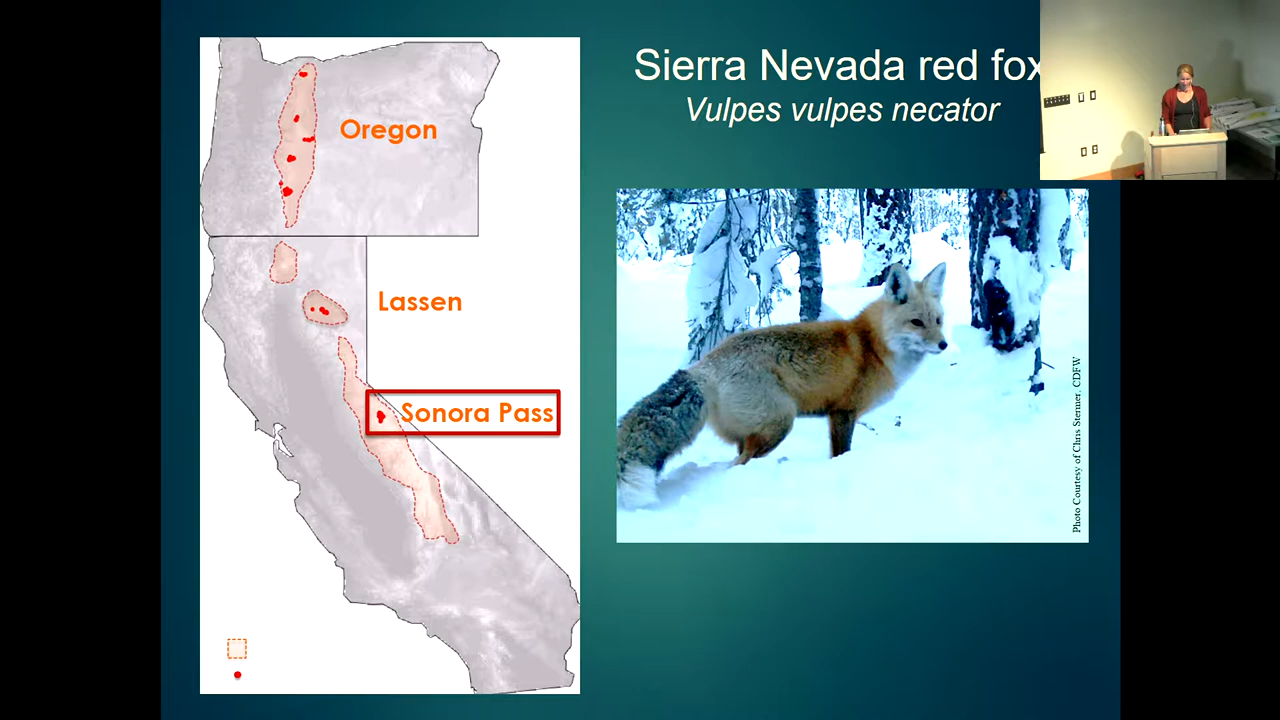 Sierra Nevada red fox
Vulpes vulpes necator
Oregon
Lassen
Sonora Pass
Photo Courtesy of Chris Stermer, CDFW